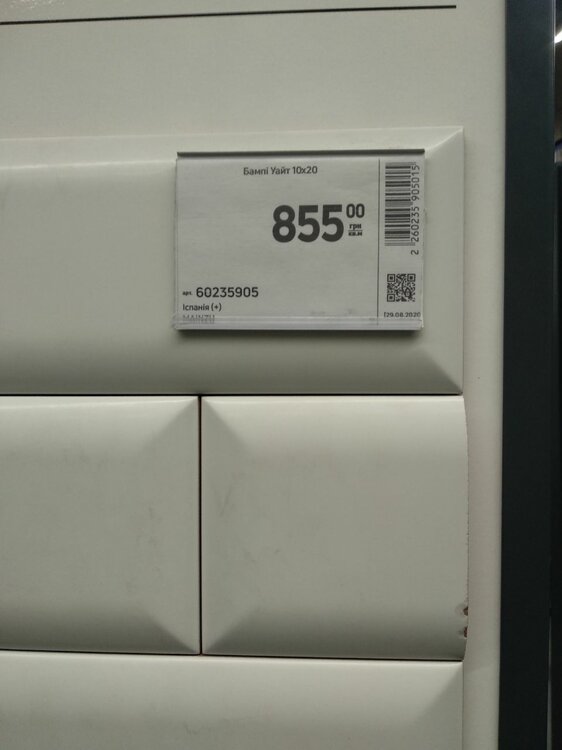 Бампі Уайт 10x20
855 00
грн
кв.м
2 260235 905015
арт. 60235905
Іспанія (+)
MAINZU
29.08.2020